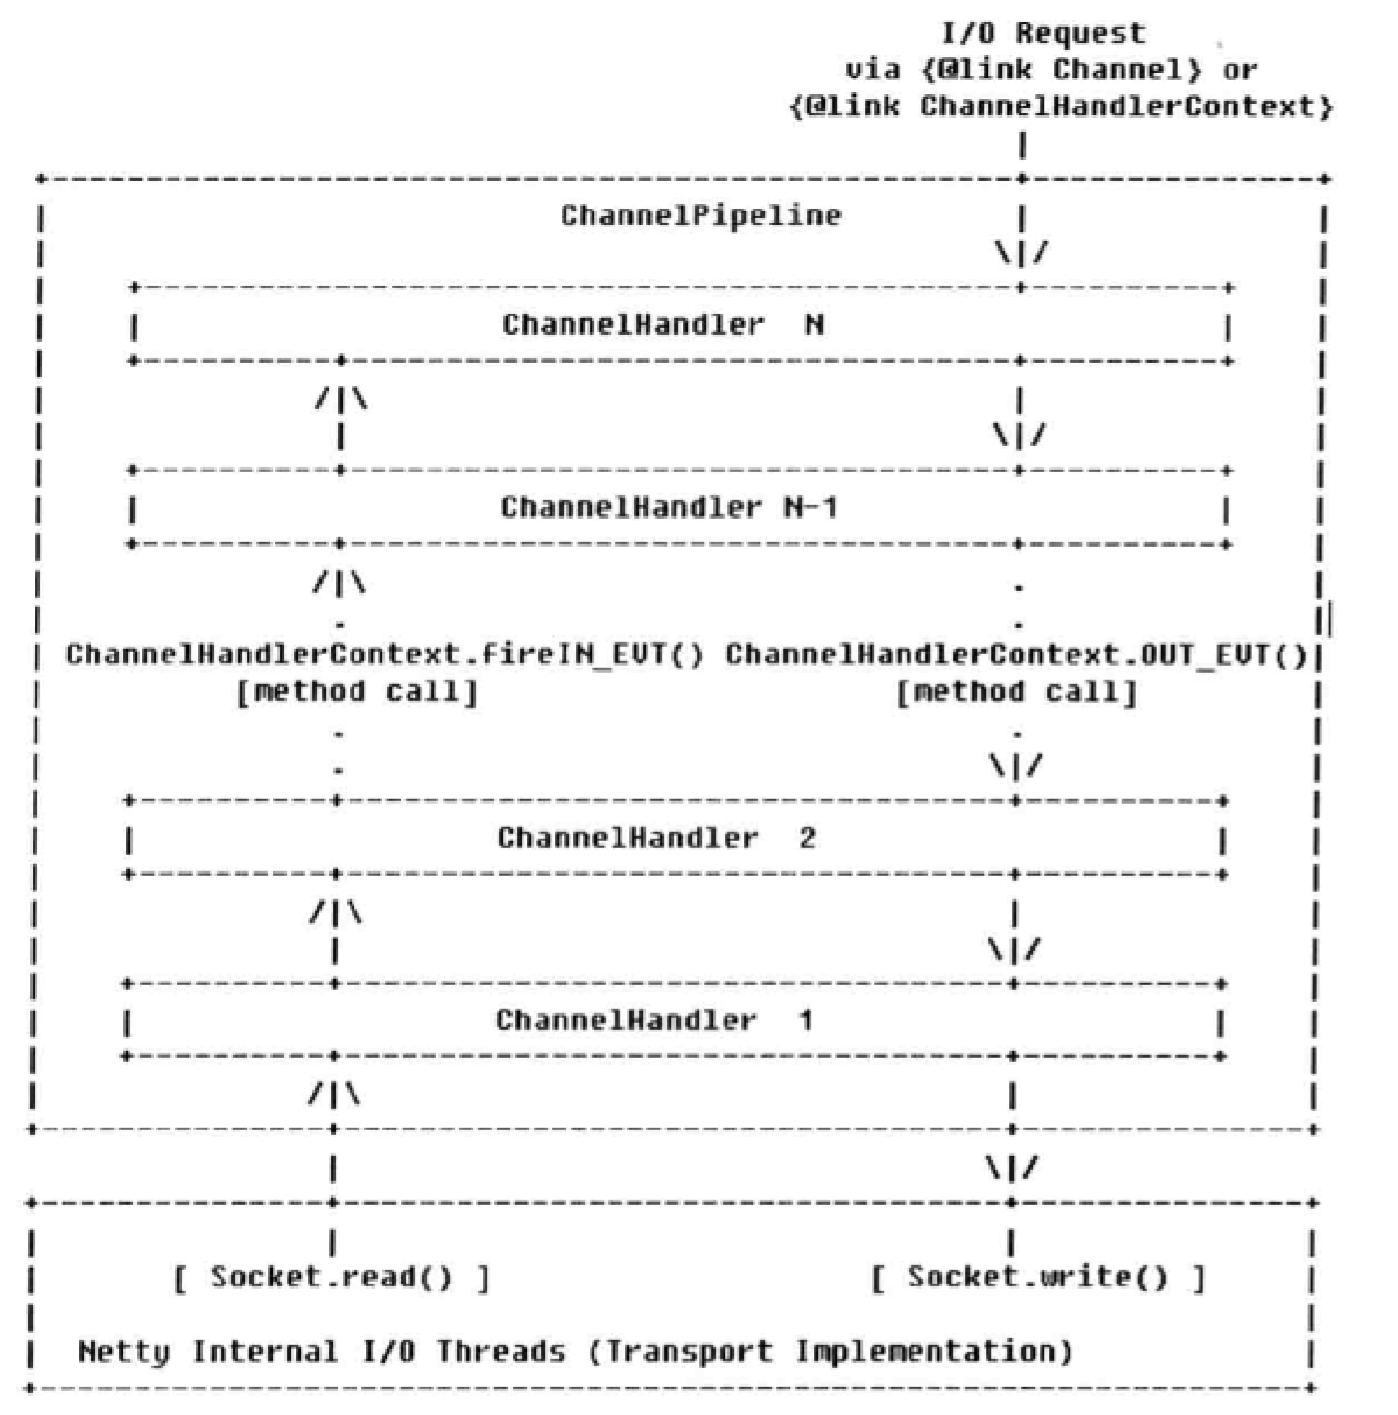 I/O Request
via {@link Channel} or
{@link ChannelHandlerContext}
ChannelPipeline
ChannelHandler N
ChannelHandler N-1
ChannelHandlerContext.fireIN_EVT() ChannelHandlerContext.OUT_EVT()
[method call] [method call]
ChannelHandler 2
ChannelHandler 1
[ Socket.read() ] [ Socket.write() ]
Netty Internal I/O Threads (Transport Implementation)